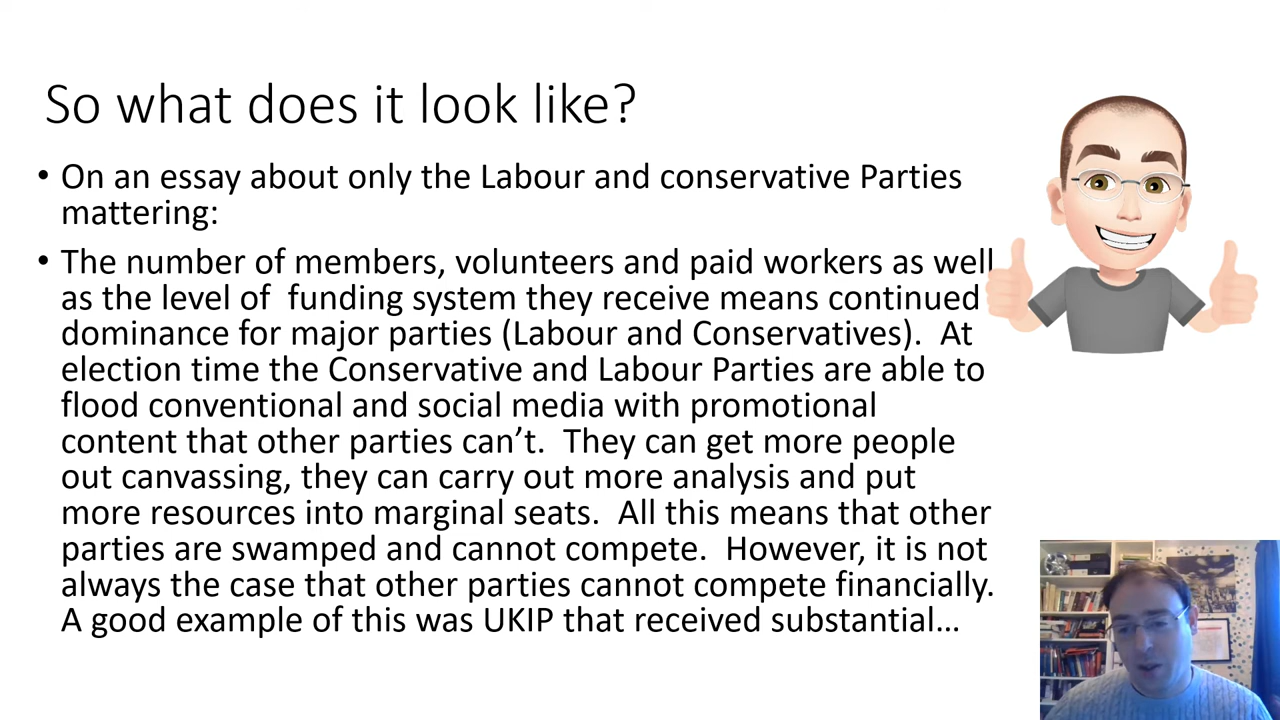 So what does it look like?
• On an essay about only the Labour and conservative Parties
mattering:
• The number of members, volunteers and paid workers as well
as the level of  funding system they receive means continued
dominance for major parties (Labour and Conservatives).  At
election time the Conservative and Labour Parties are able to
flood conventional and social media with promotional
content that other parties can’t.  They can get more people
out canvassing, they can carry out more analysis and put
more resources into marginal seats.  All this means that other
parties are swamped and cannot compete.  However, it is not
always the case that other parties cannot compete financially.
A good example of this was UKIP that received substantial…